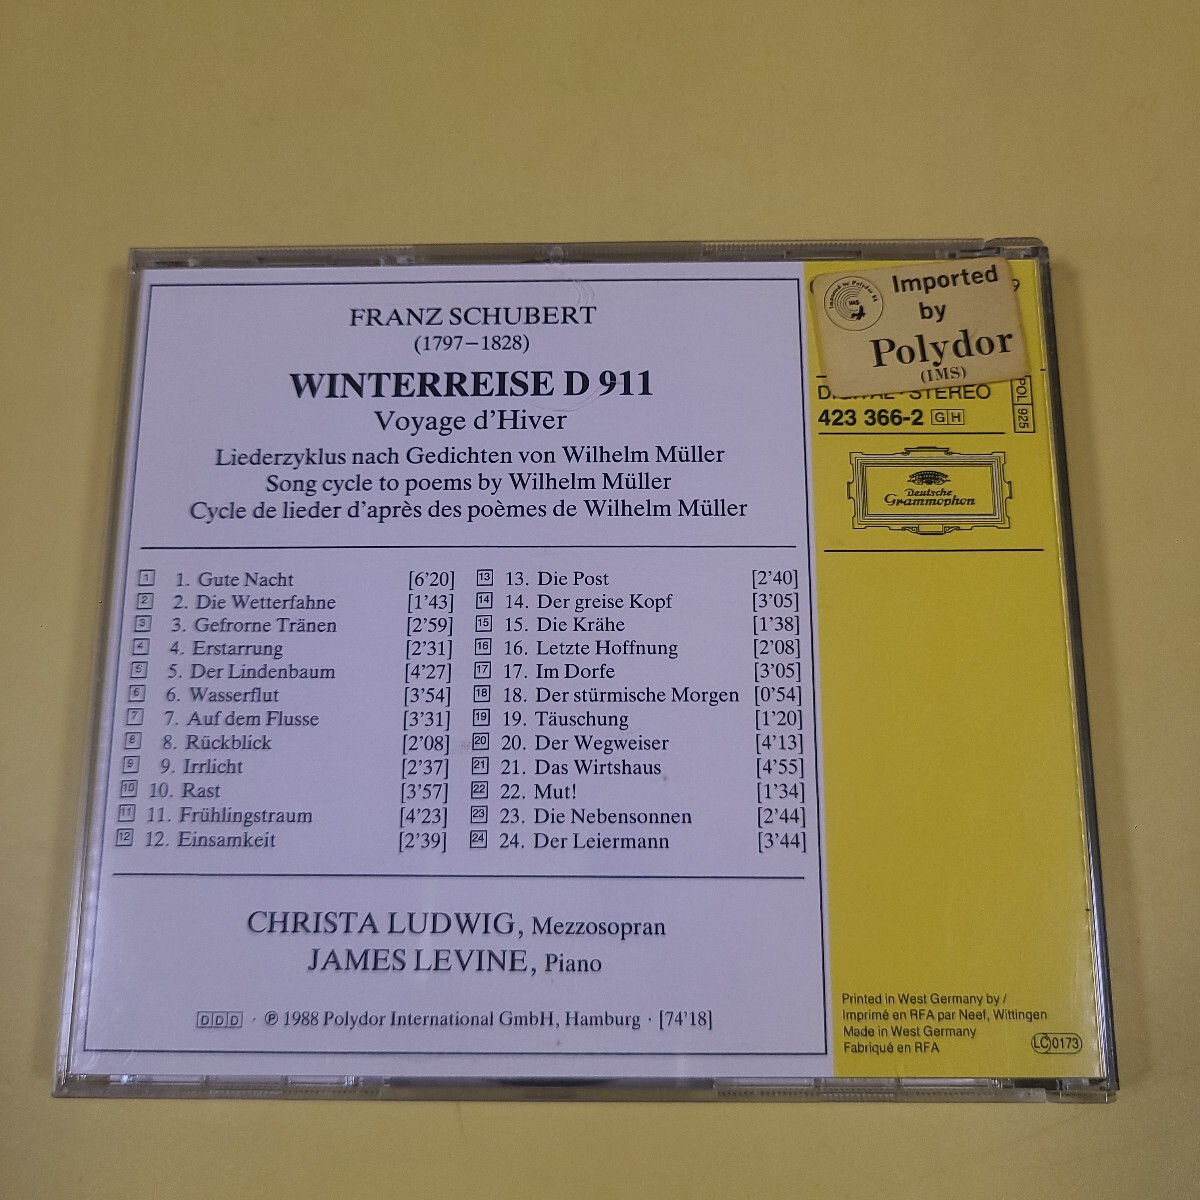 FRANZ SCHUBERT
(1797–1828)
WINTERREISE D 911
Voyage d'Hiver
Liederzyklus nach Gedichten von Wilhelm Müller
Song cycle to poems by Wilhelm Müller
Cycle de lieder d'après des poèmes de Wilhelm Müller
1 1. Gute Nacht [6'20]
2 2. Die Wetterfahne [1'43]
3 3. Gefrorne Tränen [2'59]
4 4. Erstarrung [2'31]
5 5. Der Lindenbaum [4'27]
6 6. Wasserflut [3'54]
7 7. Auf dem Flusse [3'31]
8 8. Rückblick [2'08]
9 9. Irrlicht [2'37]
10 10. Rast [3'57]
11 11. Frühlingstraum [4'23]
12 12. Einsamkeit [2'39]
13 13. Die Post [2'40]
14 14. Der greise Kopf [3'05]
15 15. Die Krähe [1'38]
16 16. Letzte Hoffnung [2'08]
17 17. Im Dorfe [3'05]
18 18. Der stürmische Morgen [0'54]
19 19. Täuschung [1'20]
20 20. Der Wegweiser [4'13]
21 21. Das Wirtshaus [4'55]
22 22. Mut! [1'34]
23 23. Die Nebensonnen [2'44]
24 24. Der Leiermann [3'44]
CHRISTA LUDWIG, Mezzosopran
JAMES LEVINE, Piano
DDD · ℗ 1988 Polydor International GmbH, Hamburg · [74'18]
Imported by Polydor
IMS
Imported
by
Polydor
(IMS)
9
DIGITAL · STEREO
423 366-2 GH
POL 925
Deutsche
Grammophon
Printed in West Germany by /
Imprimé en RFA par Neef, Wittingen
Made in West Germany
Fabriqué en RFA
LC 0173